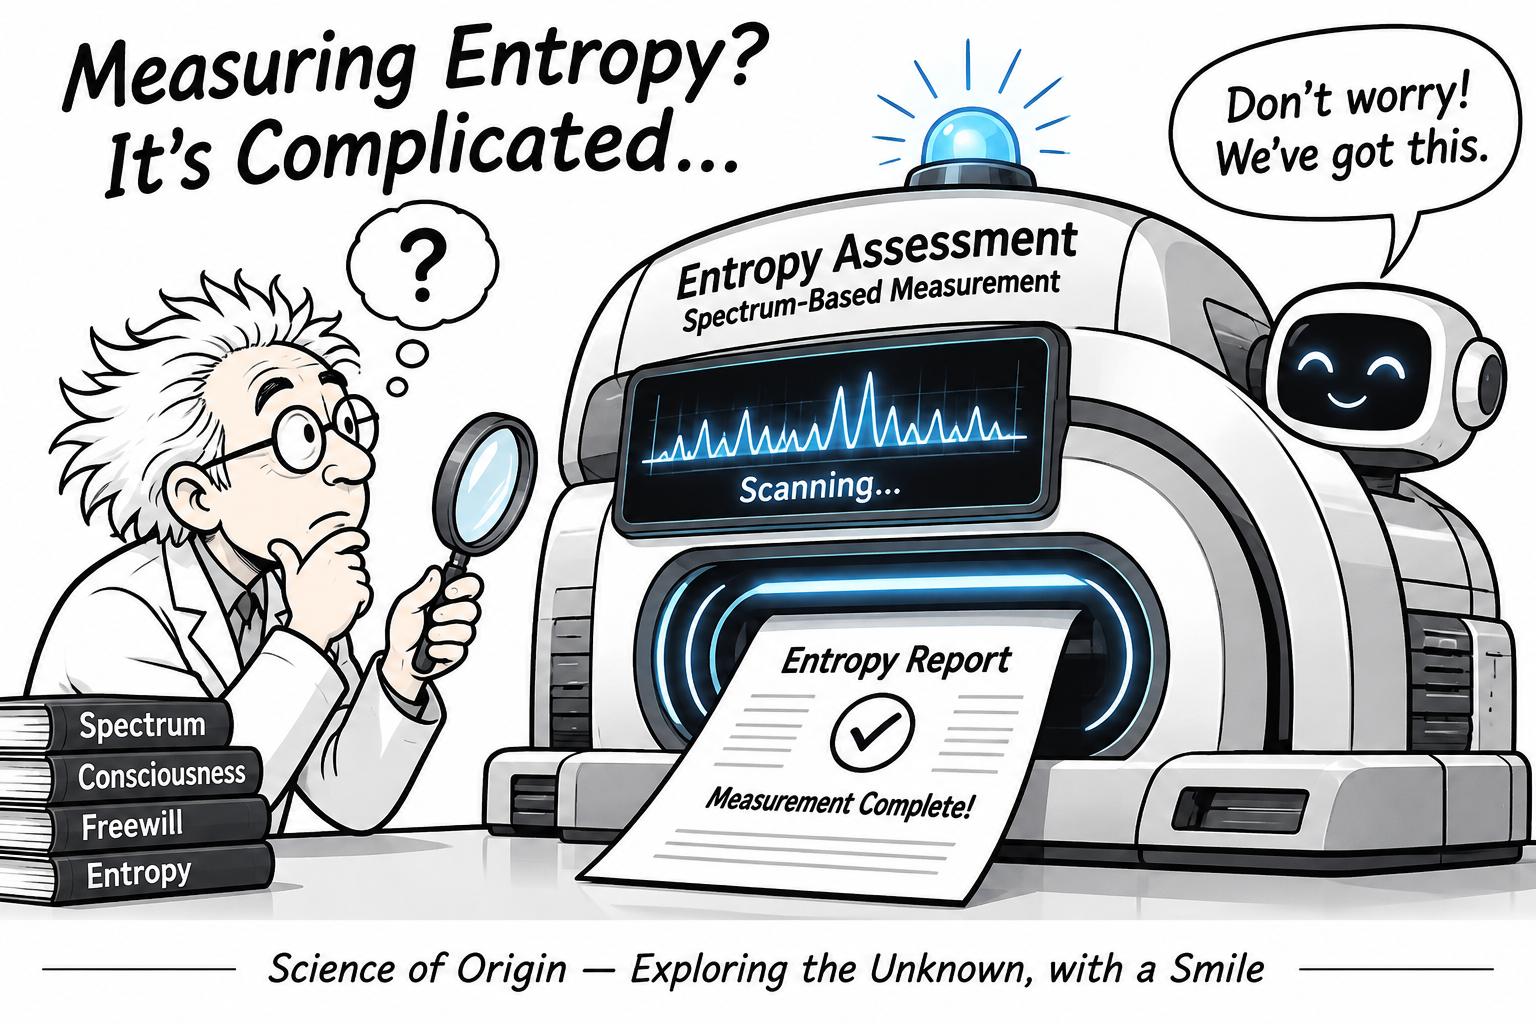 Measuring Entropy?
It's Complicated...
?
Don't worry!
We've got this.
Entropy Assessment
Spectrum-Based Measurement
Scanning...
Entropy Report
Measurement Complete!
Spectrum
Consciousness
Freewill
Entropy
Science of Origin — Exploring the Unknown, with a Smile